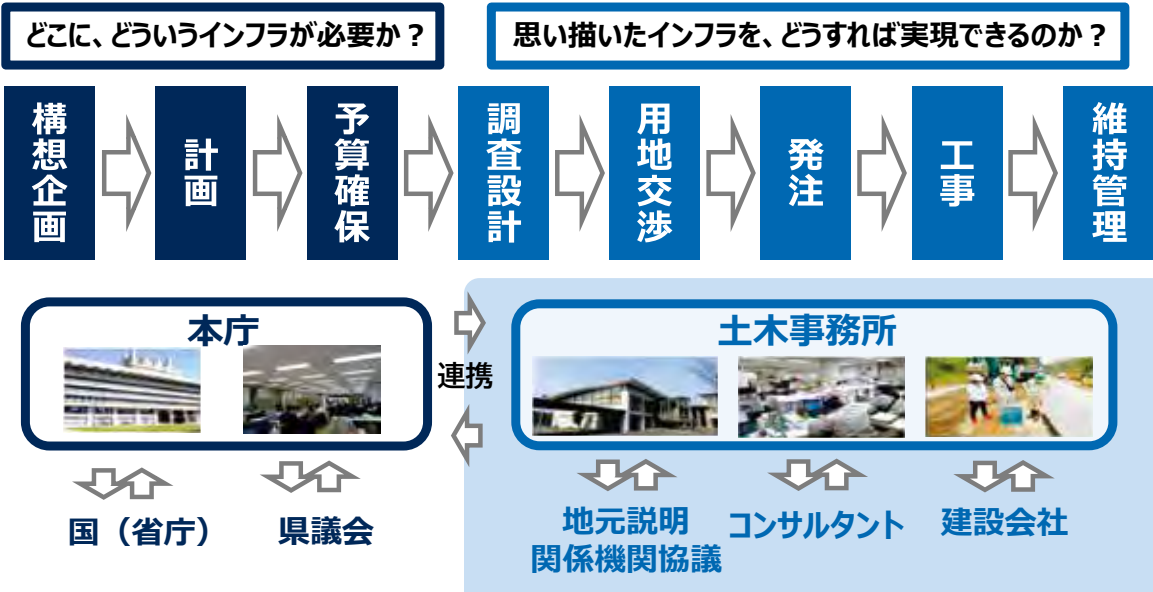 どこに、どういうインフラが必要か？
思い描いたインフラを、どうすれば実現できるのか？
構想企画
計画
予算確保
調査設計
用地交渉
発注
工事
維持管理
本庁
連携
土木事務所
国（省庁）
県議会
地元説明
関係機関協議
コンサルタント
建設会社